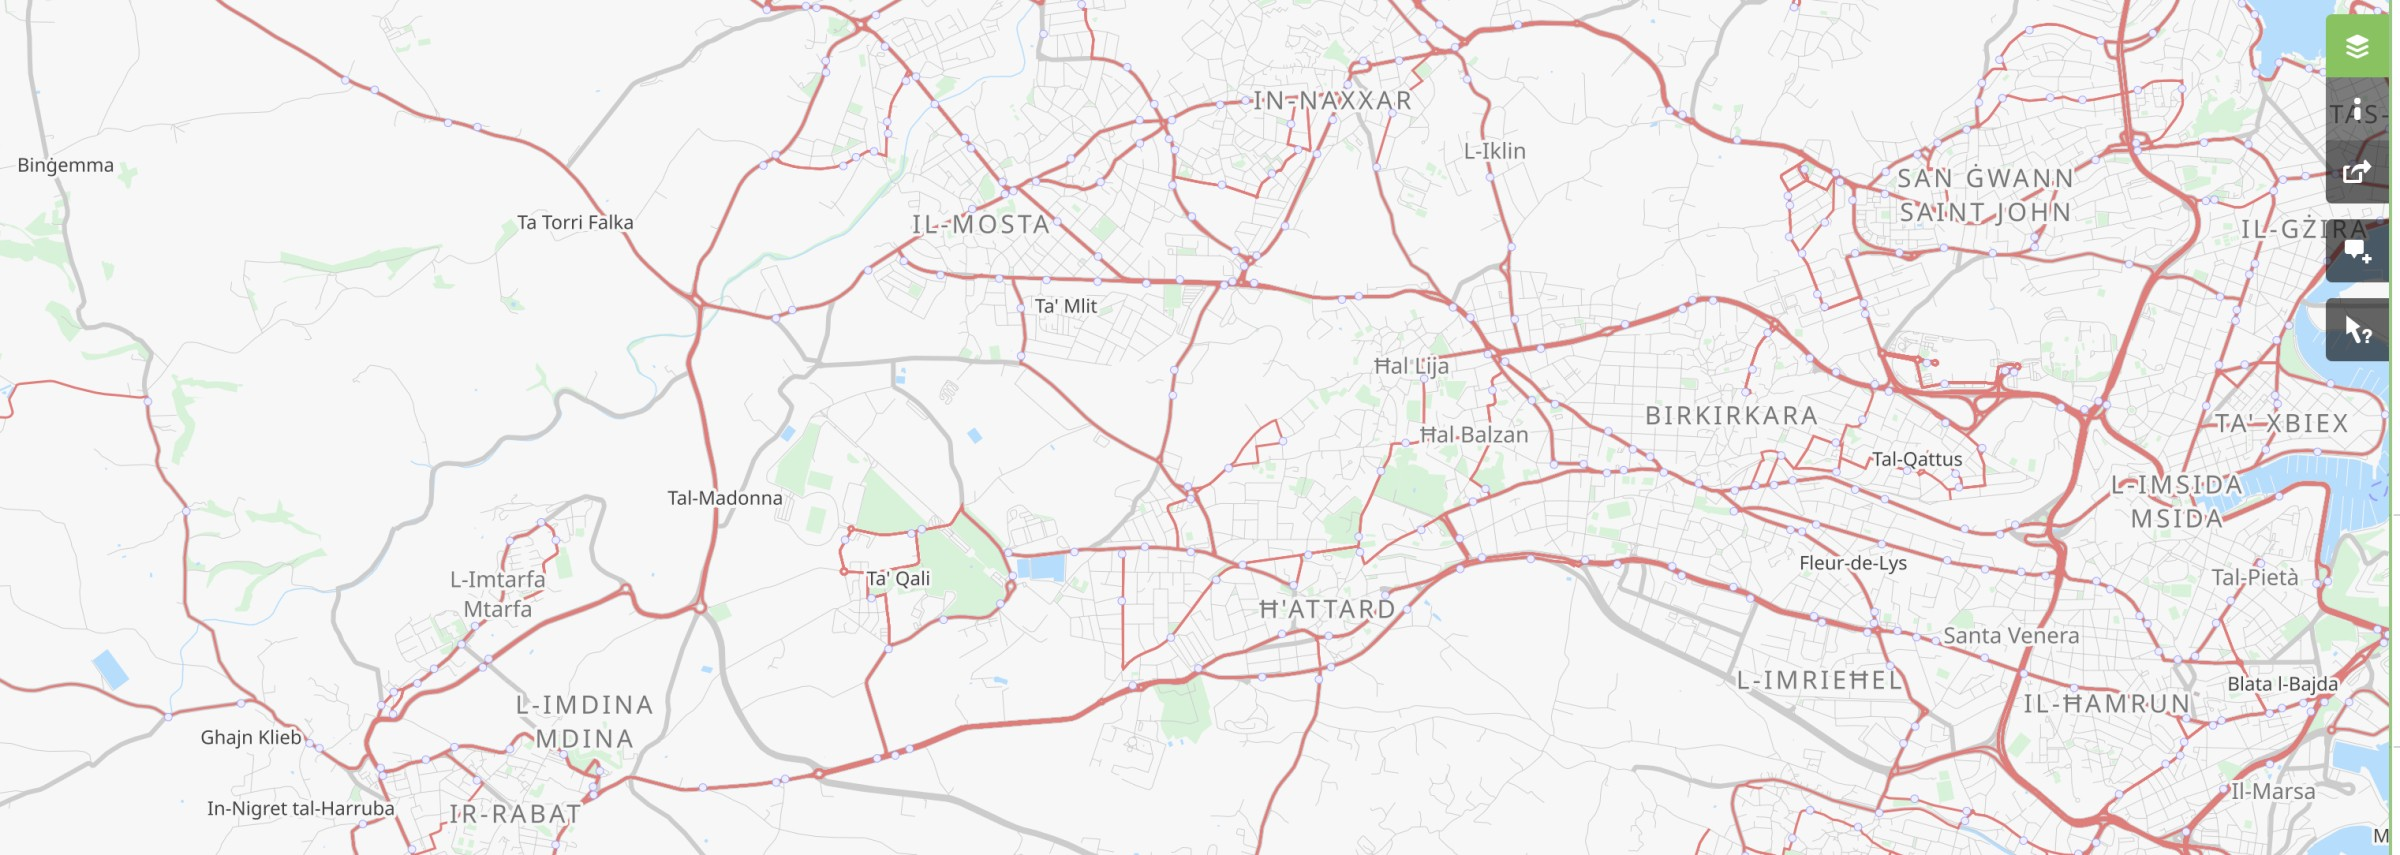 IN-NAXXAR
TAS-
L-Iklin
Binġemma
SAN ĠWANN
SAINT JOHN
Ta Torri Falka
IL-MOSTA
IL-GŻIRA
Ta' Mlit
?
Ħal Lija
BIRKIRKARA
TA' XBIEX
Ħal Balzan
Tal-Qattus
L-IMSIDA
MSIDA
Tal-Madonna
Fleur-de-Lys
L-Imtarfa
Mtarfa
Ta' Qali
Tal-Pietà
Ħ'ATTARD
Santa Venera
L-IMRIEĦEL
Blata l-Bajda
L-IMDINA
MDINA
IL-ĦAMRUN
Ghajn Klieb
Il-Marsa
In-Nigret tal-Harruba
IR-RABAT
M